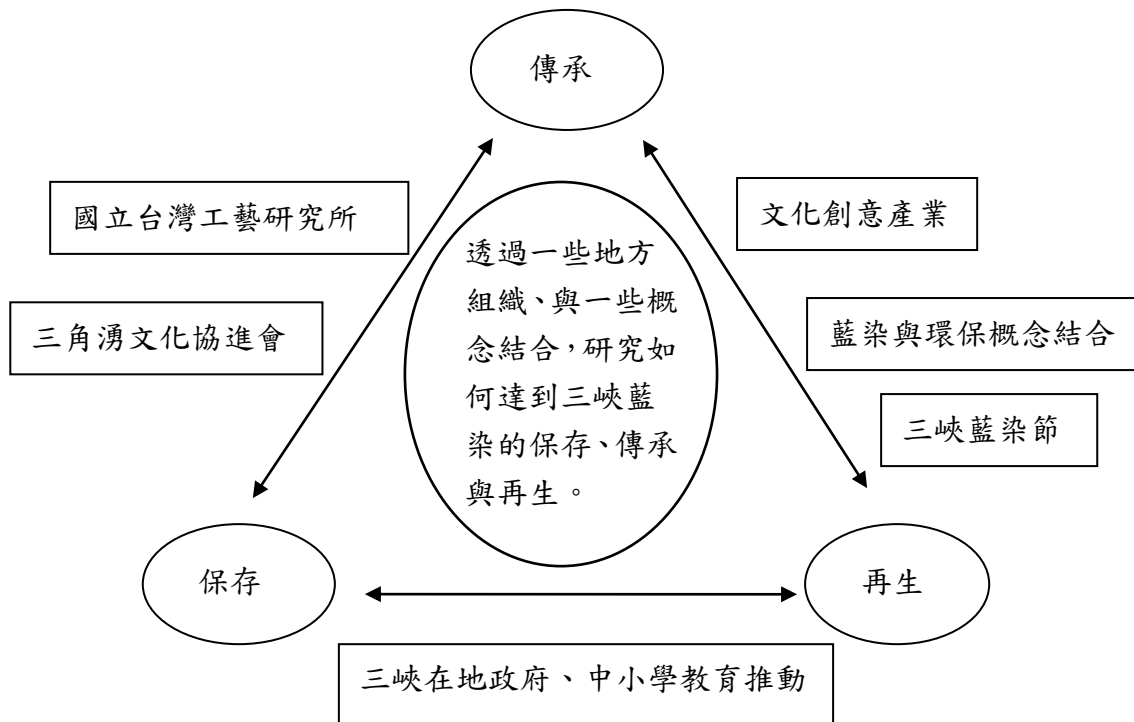 傳承
國立台灣工藝研究所
文化創意產業
透過一些地方
組織、與一些概
念結合，研究如
何達到三峽藍
染的保存、傳承
與再生。
三角湧文化協進會
藍染與環保概念結合
三峽藍染節
保存
再生
三峽在地政府、中小學教育推動